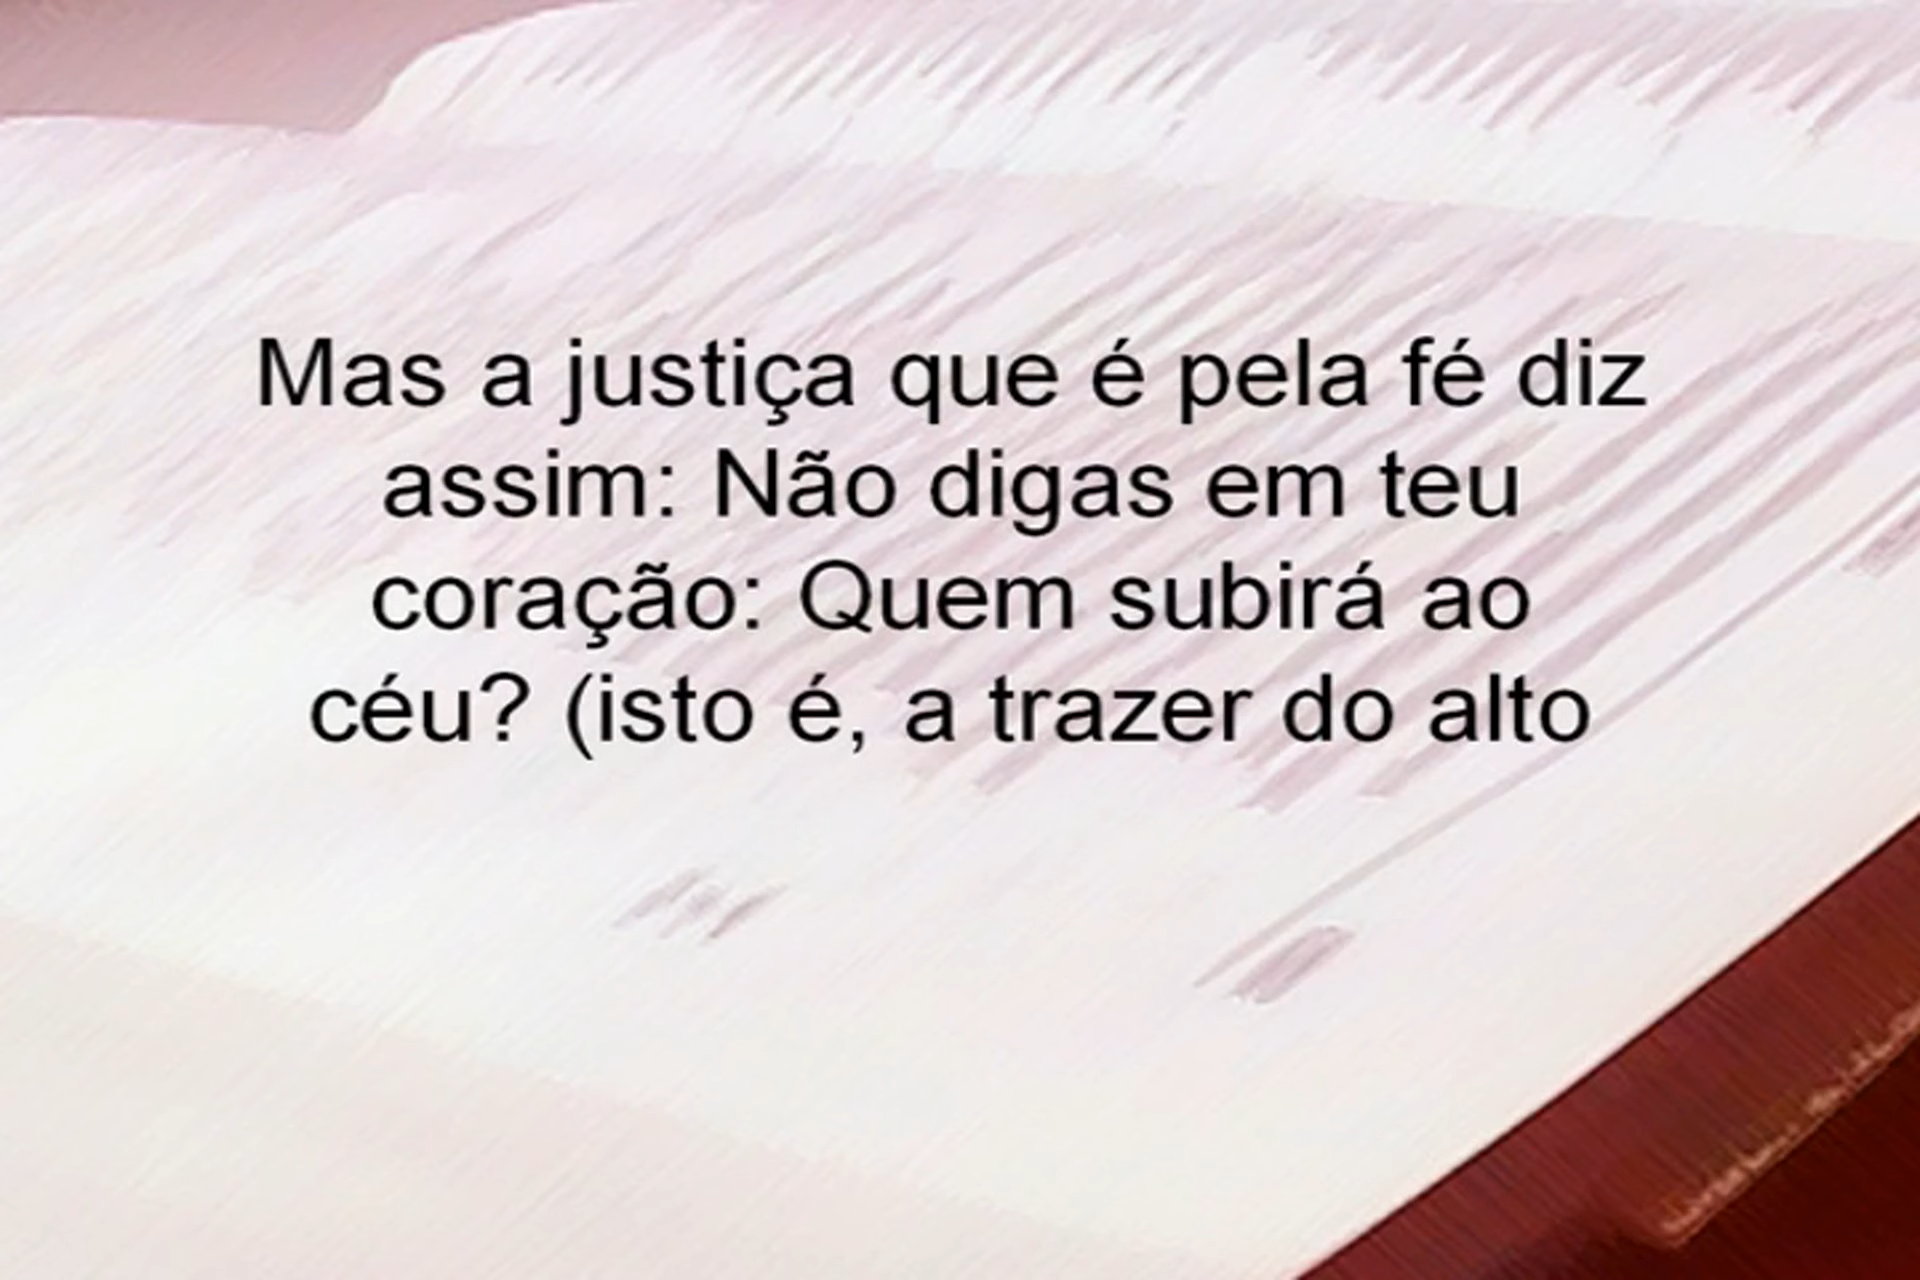 Mas a justiça que é pela fé diz
assim: Não digas em teu
coração: Quem subirá ao
céu? (isto é, a trazer do alto